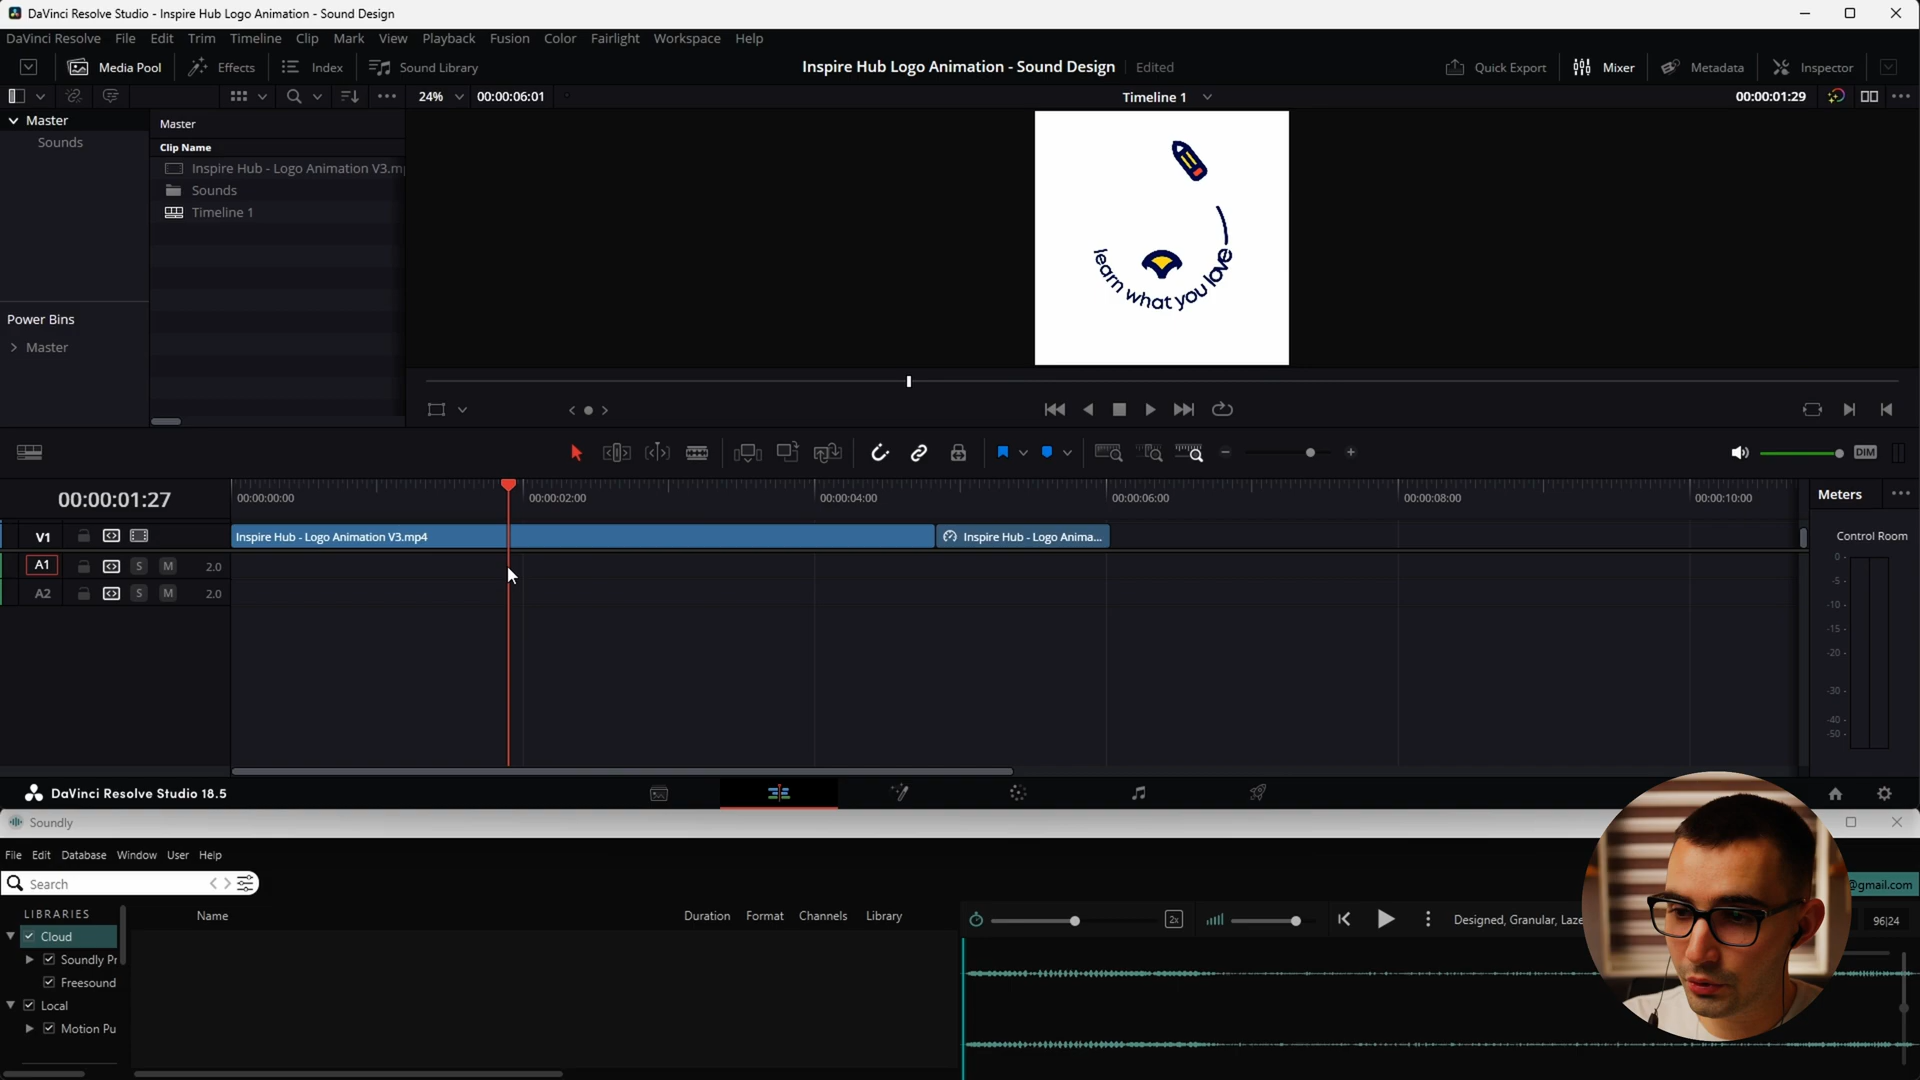 DaVinci Resolve Studio - Inspire Hub Logo Animation - Sound Design
DaVinci Resolve File Edit Trim Timeline Clip Mark View Playback Fusion Color Fairlight Workspace Help
Media Pool Effects Index Sound Library Inspire Hub Logo Animation - Sound Design Edited Quick Export Mixer Metadata Inspector
24% 00:00:06:01 Timeline 1 00:00:01:29
Master
Sounds
Master
Clip Name
Inspire Hub - Logo Animation V3.m
Sounds
Timeline 1
Power Bins
Master
learn what you love
00:00:01:27
00:00:00:00 00:00:02:00 00:00:04:00 00:00:06:00 00:00:08:00 00:00:10:00
DIM
Meters
V1 Inspire Hub - Logo Animation V3.mp4 Inspire Hub - Logo Anima...
A1 S M 2.0
A2 S M 2.0
Control Room
0-
-5-
-10-
-15-
-20-
-30-
-40-
-50-
DaVinci Resolve Studio 18.5
Soundly
File Edit Database Window User Help
Search
@gmail.com
LIBRARIES
Cloud
Soundly Pr
Freesound
Local
Motion Pu
Name Duration Format Channels Library
2x Designed, Granular, Laze 96|24